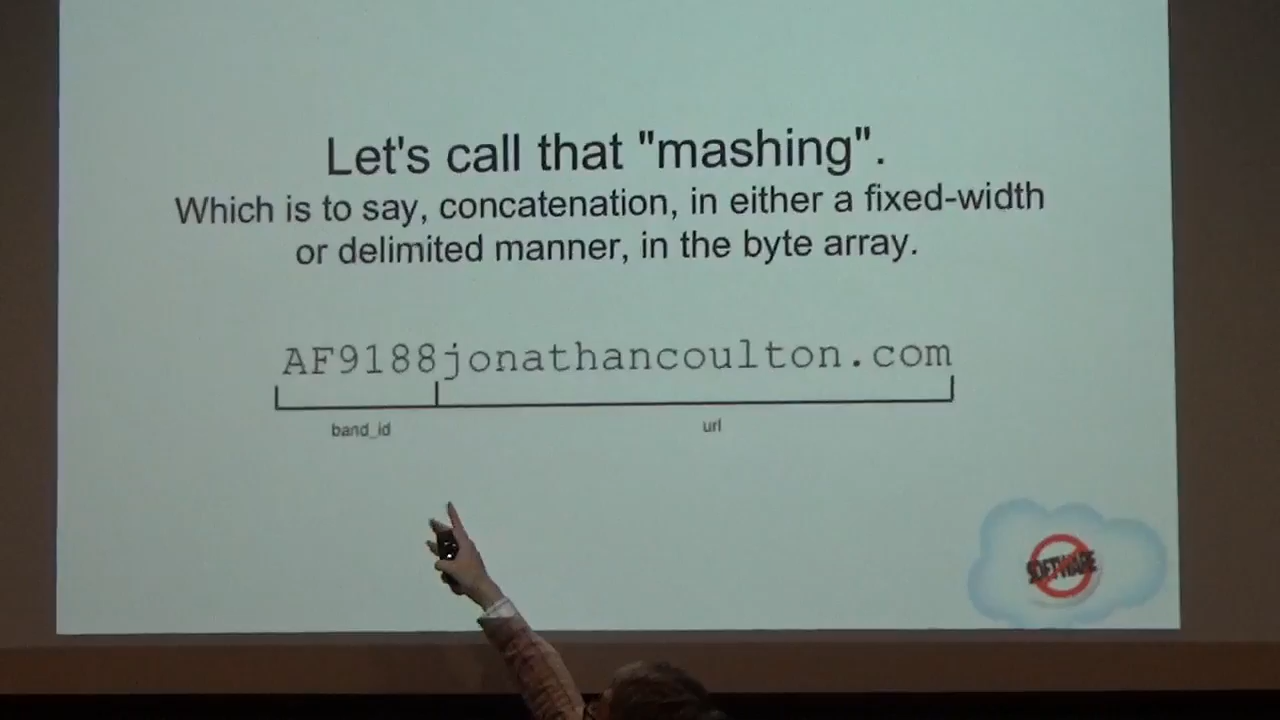 Let's call that "mashing".
Which is to say, concatenation, in either a fixed-width
or delimited manner, in the byte array.
AF9188jonathancoulton.com
band_id url
SOFTWARE